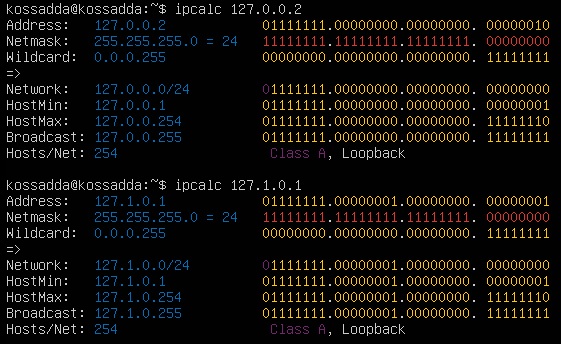 kossadda@kossadda:~$ ipcalc 127.0.0.2
Address:   127.0.0.2            01111111.00000000.00000000. 00000010
Netmask:   255.255.255.0 = 24   11111111.11111111.11111111. 00000000
Wildcard:  0.0.0.255            00000000.00000000.00000000. 11111111
=>
Network:   127.0.0.0/24         01111111.00000000.00000000. 00000000
HostMin:   127.0.0.1            01111111.00000000.00000000. 00000001
HostMax:   127.0.0.254          01111111.00000000.00000000. 11111110
Broadcast: 127.0.0.255          01111111.00000000.00000000. 11111111
Hosts/Net: 254                   Class A, Loopback
kossadda@kossadda:~$ ipcalc 127.1.0.1
Address:   127.1.0.1            01111111.00000001.00000000. 00000001
Netmask:   255.255.255.0 = 24   11111111.11111111.11111111. 00000000
Wildcard:  0.0.0.255            00000000.00000000.00000000. 11111111
=>
Network:   127.1.0.0/24         01111111.00000001.00000000. 00000000
HostMin:   127.1.0.1            01111111.00000001.00000000. 00000001
HostMax:   127.1.0.254          01111111.00000001.00000000. 11111110
Broadcast: 127.1.0.255          01111111.00000001.00000000. 11111111
Hosts/Net: 254                   Class A, Loopback